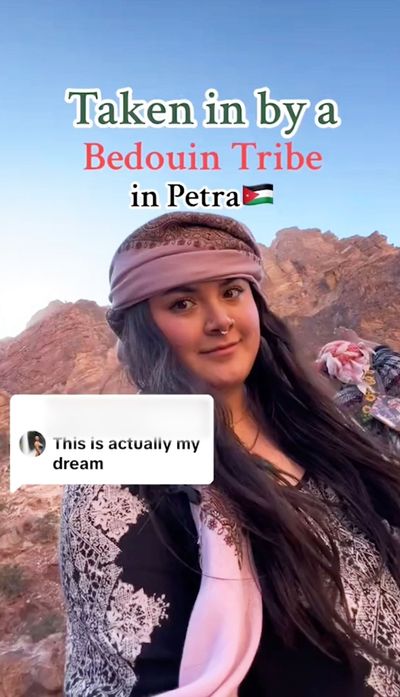 Taken in by a
Bedouin Tribe
in Petra🇯🇴
This is actually my
dream